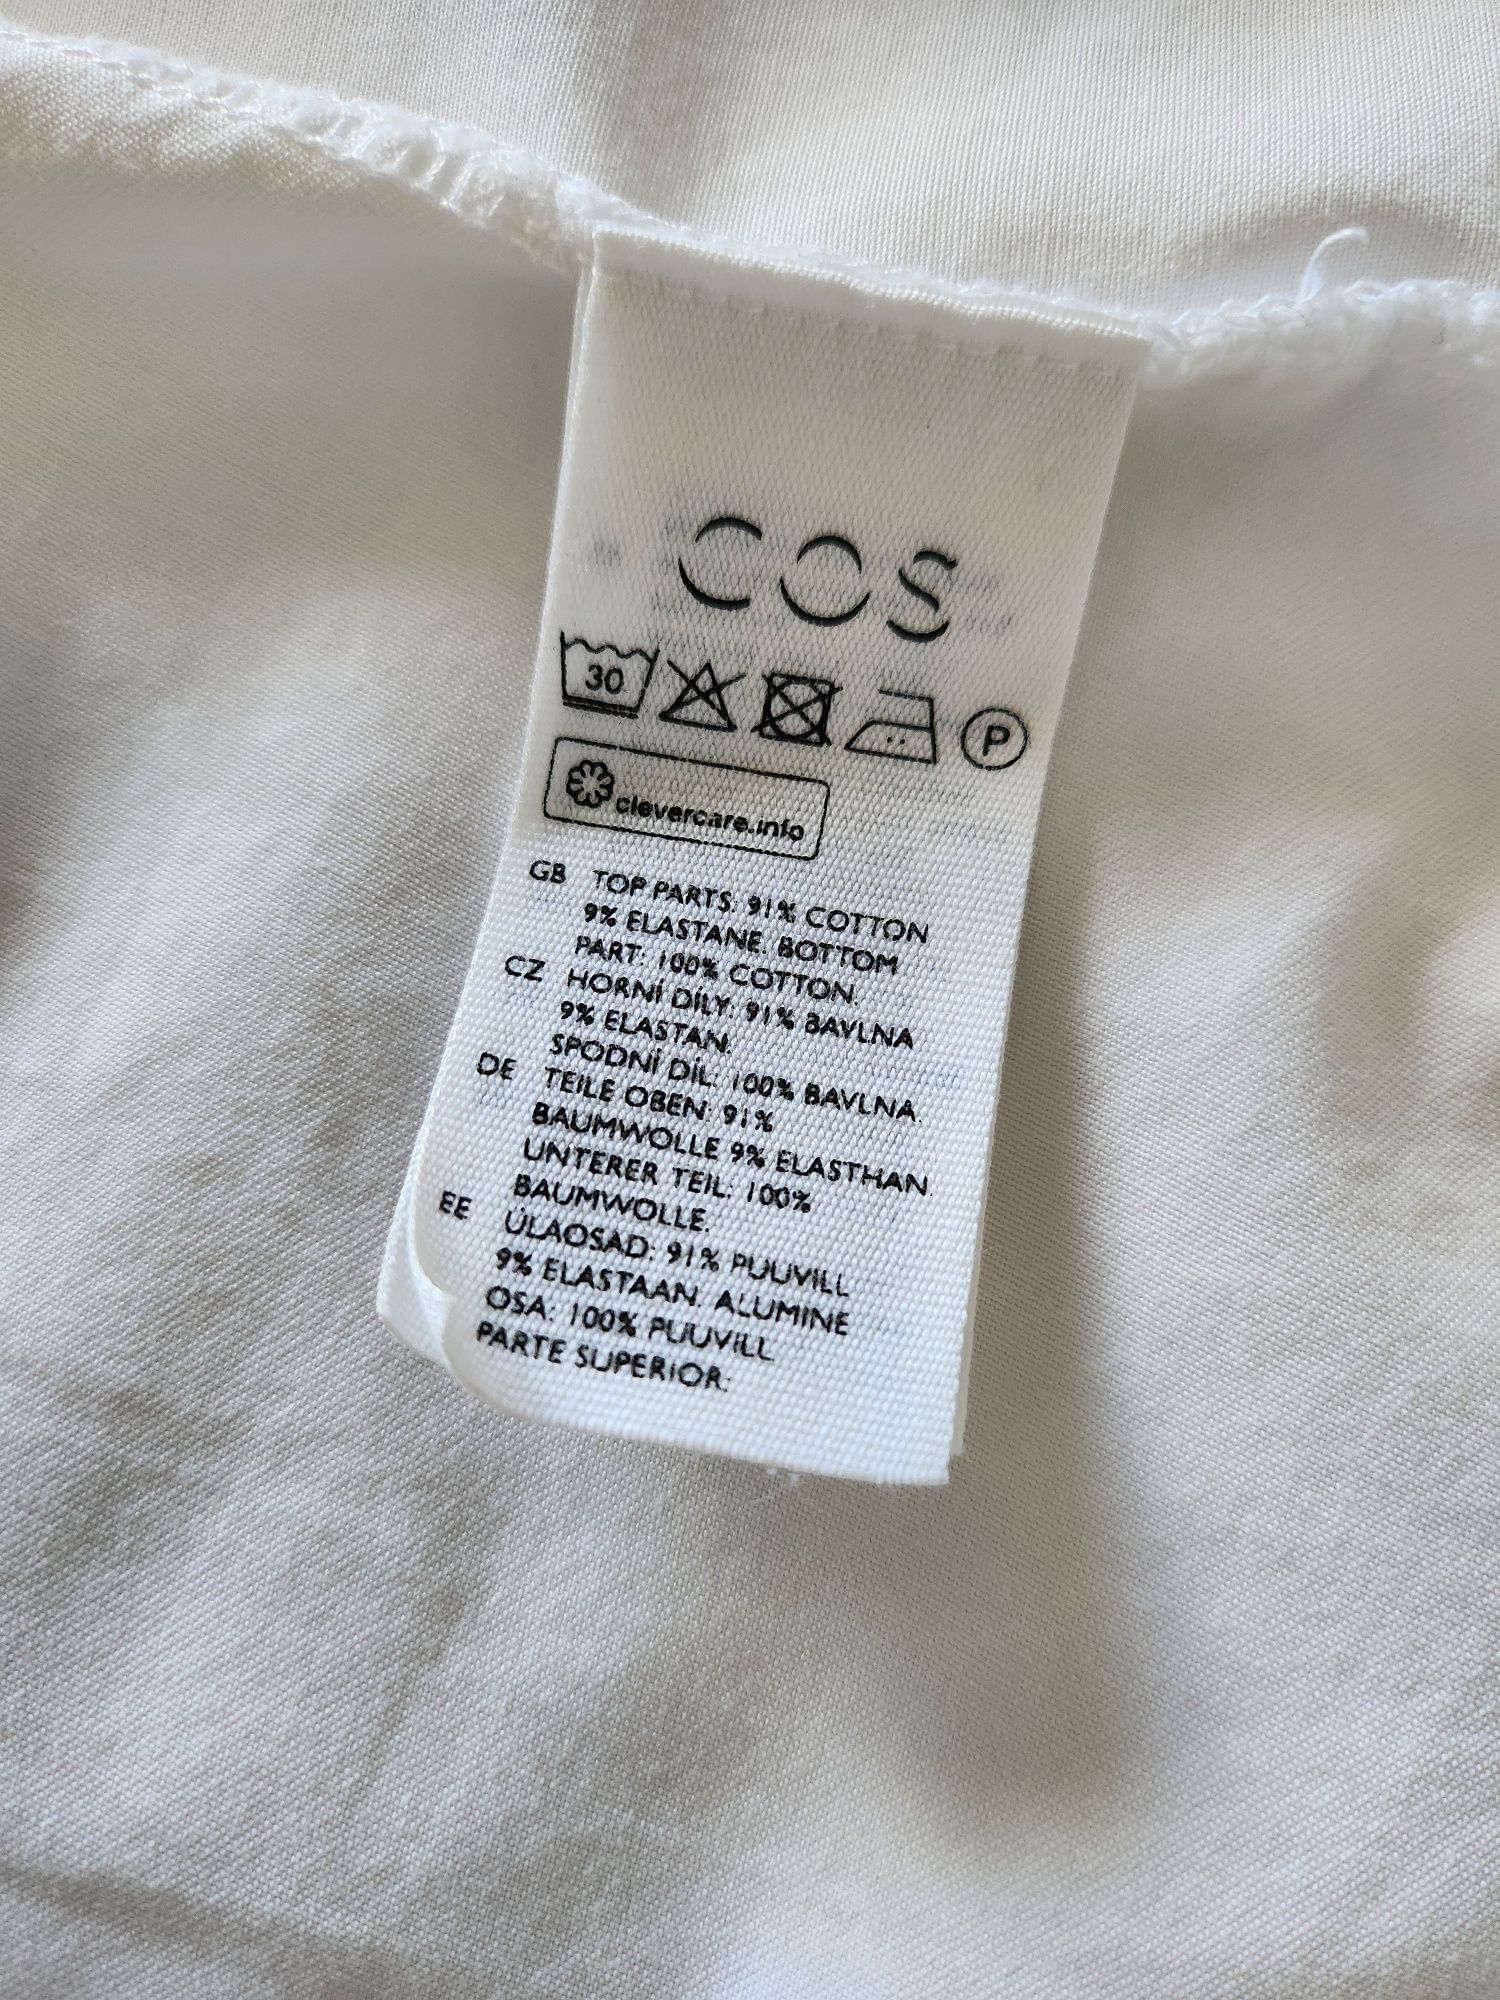 COS
30
P
clevercare.info
GB TOP PARTS: 91% COTTON
9% ELASTANE. BOTTOM
PART: 100% COTTON.
CZ HORNÍ DÍLY: 91% BAVLNA
9% ELASTAN.
SPODNÍ DÍL: 100% BAVLNA.
DE TEILE OBEN: 91%
BAUMWOLLE 9% ELASTHAN.
UNTERER TEIL: 100%
BAUMWOLLE.
EE ÜLAOSAD: 91% PUUVILL
9% ELASTAAN. ALUMINE
OSA: 100% PUUVILL.
PARTE SUPERIOR: